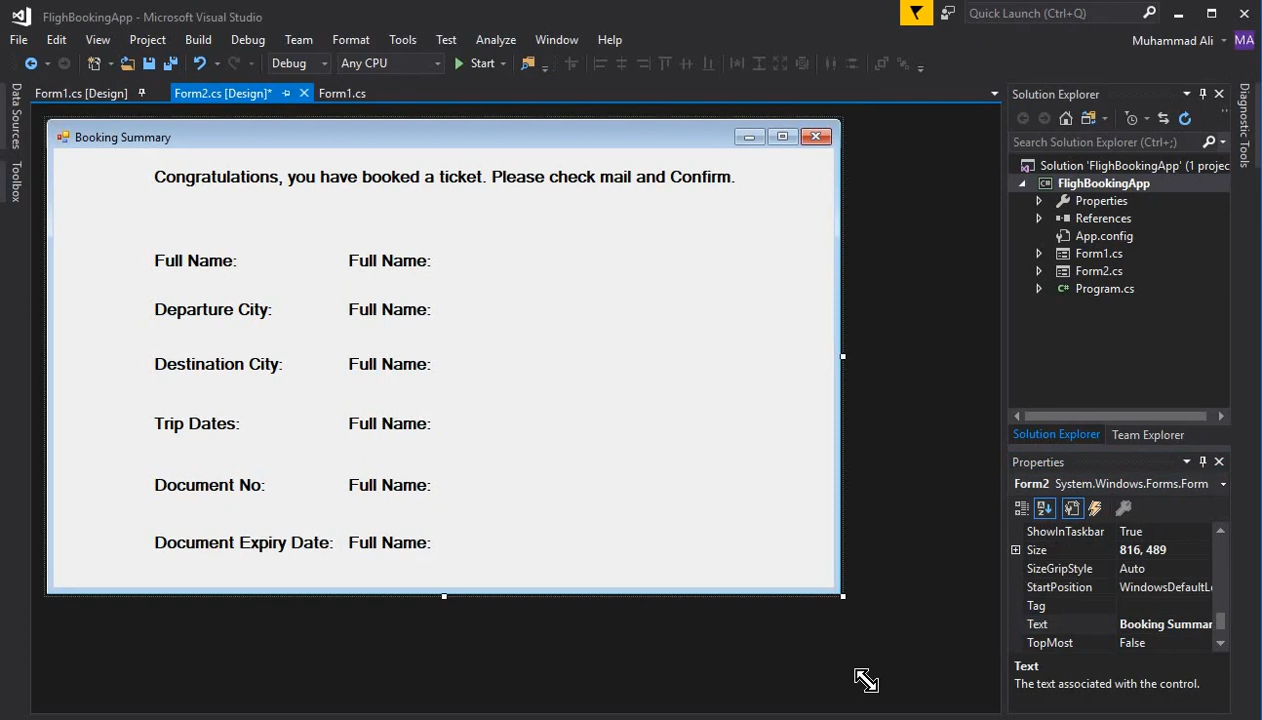 FlighBookingApp - Microsoft Visual Studio
Quick Launch (Ctrl+Q)
File Edit View Project Build Debug Team Format Tools Test Analyze Window Help
Muhammad Ali MA
Debug Any CPU Start
Form1.cs [Design] Form2.cs [Design]* Form1.cs
Data Sources
Toolbox
Booking Summary
Congratulations, you have booked a ticket. Please check mail and Confirm.
Full Name: Full Name:
Departure City: Full Name:
Destination City: Full Name:
Trip Dates: Full Name:
Document No: Full Name:
Document Expiry Date: Full Name:
Solution Explorer
Search Solution Explorer (Ctrl+;)
Solution 'FlighBookingApp' (1 projec
FlighBookingApp
Properties
References
App.config
Form1.cs
Form2.cs
C# Program.cs
Solution Explorer Team Explorer
Properties
Form2 System.Windows.Forms.Form
ShowInTaskbar True
Size 816, 489
SizeGripStyle Auto
StartPosition WindowsDefaultL
Tag
Text Booking Summar
TopMost False
Text
The text associated with the control.
Diagnostic Tools